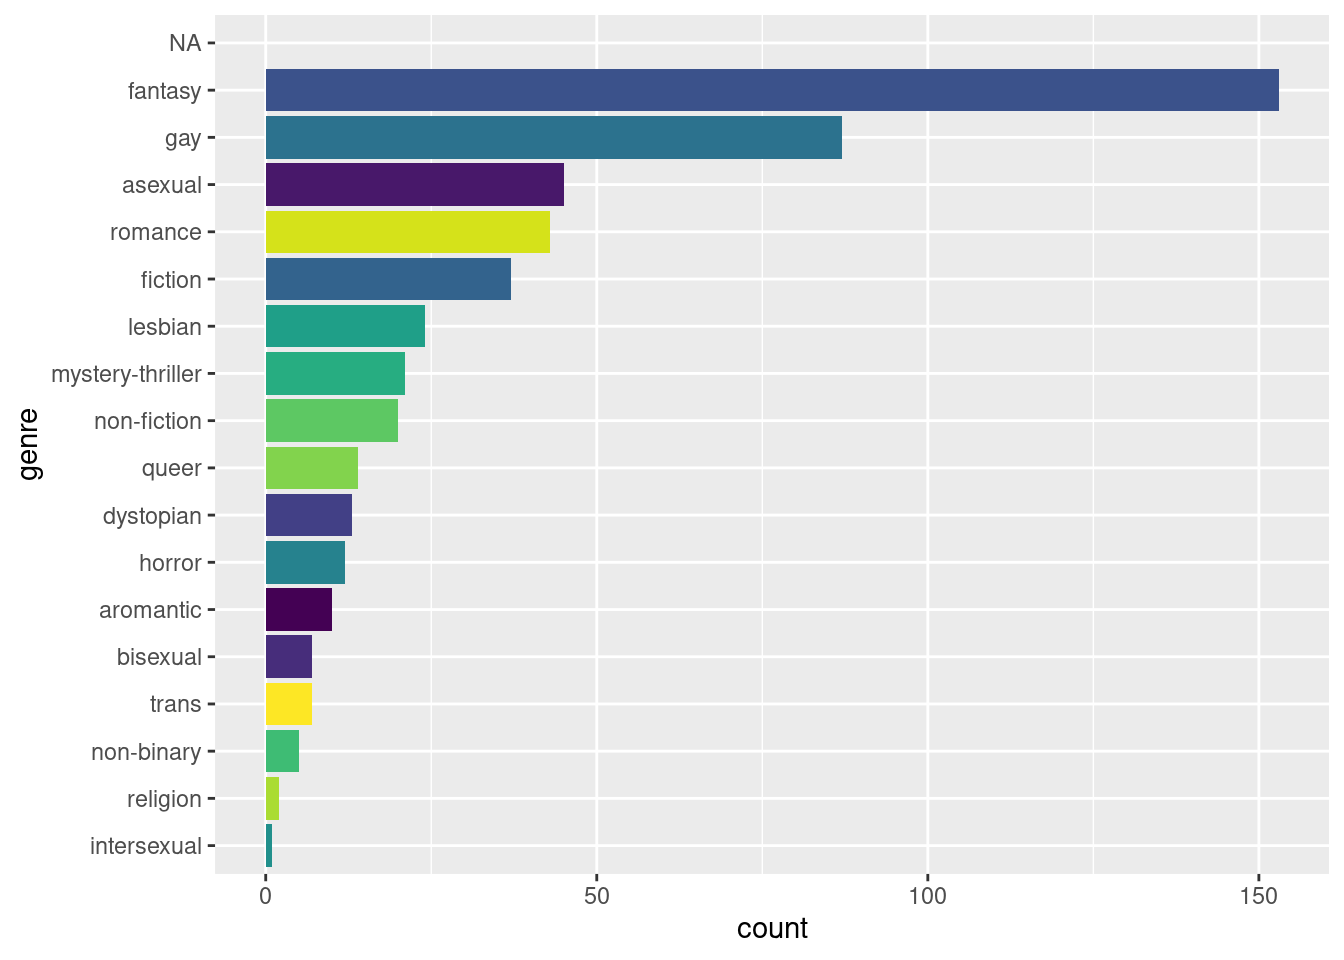 NA
fantasy
gay
asexual
romance
fiction
lesbian
mystery-thriller
non-fiction
queer
dystopian
horror
aromantic
bisexual
trans
non-binary
religion
intersexual
genre
0 50 100 150
count